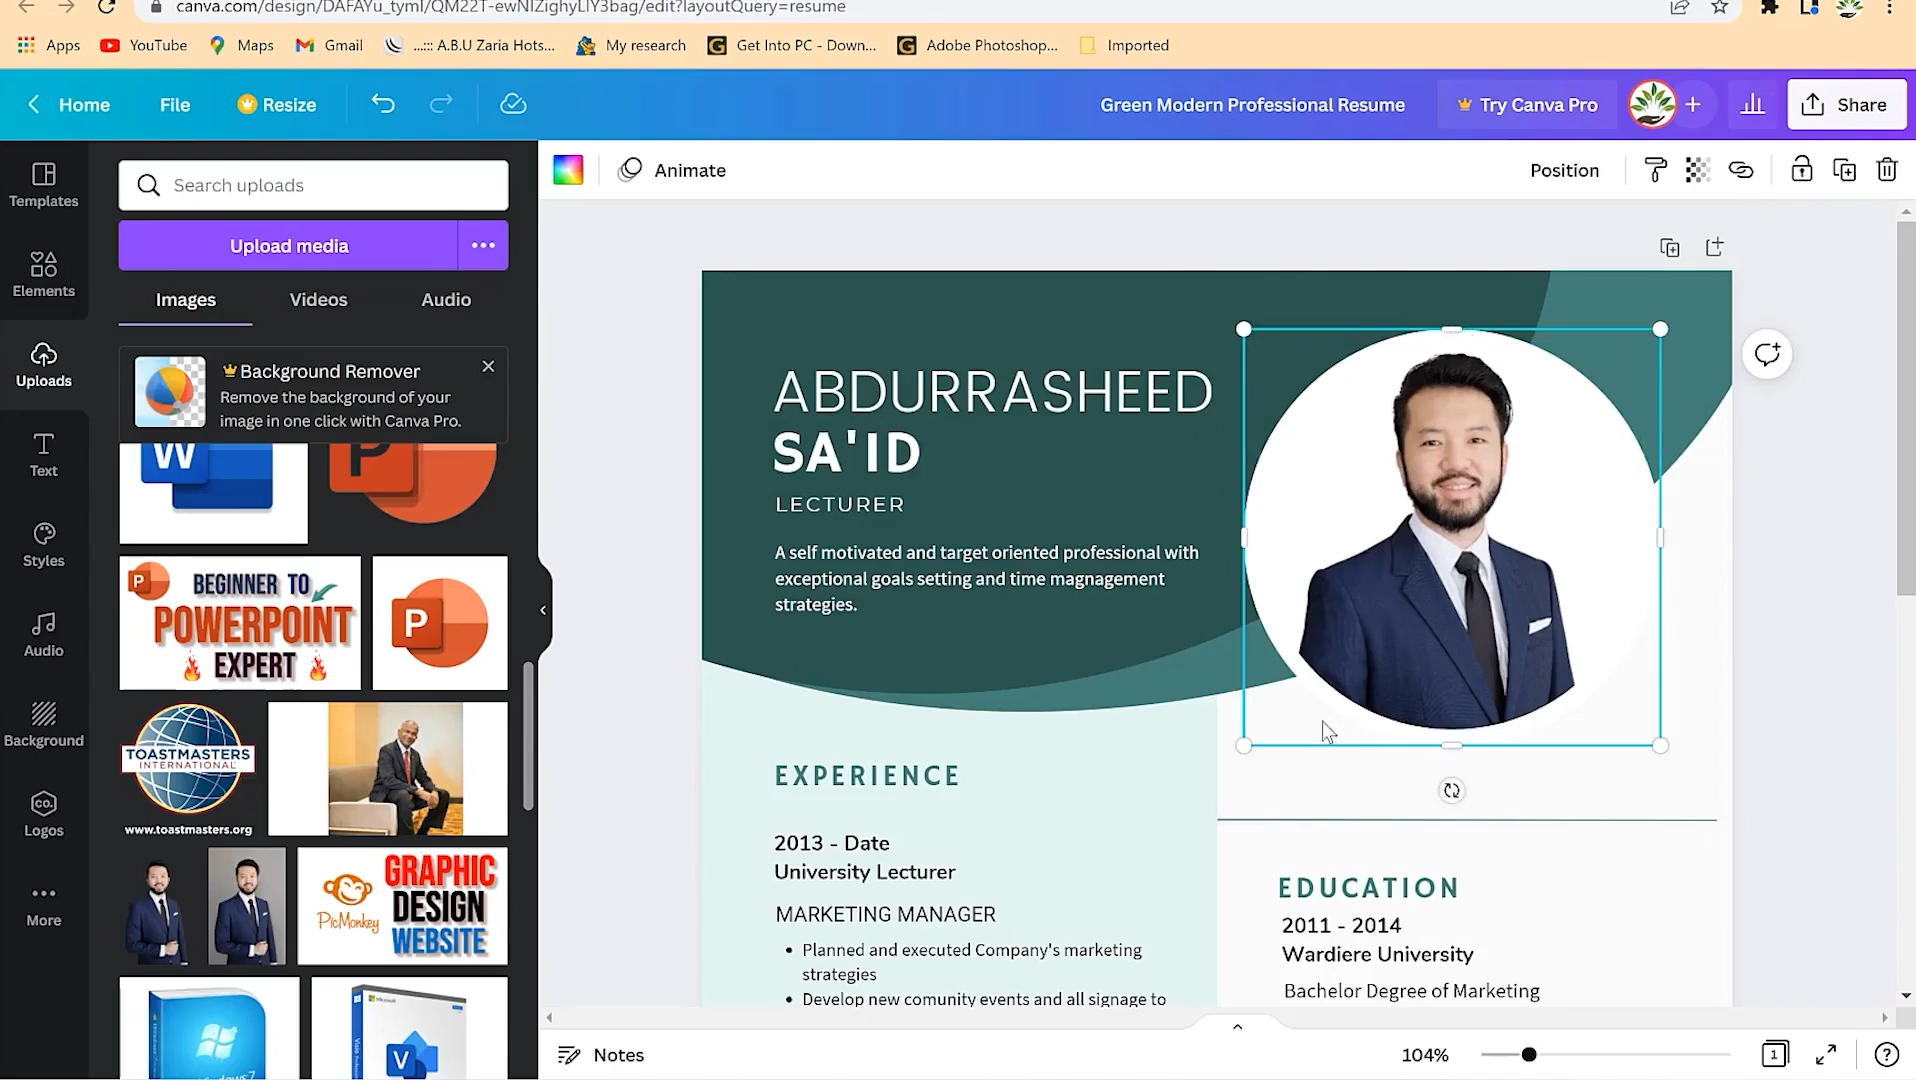 canva.com/design/DAFAYu_tymI/QM22T-ewNIZighyLlY3bag/edit?layoutQuery=resume
Apps
YouTube
Maps
Gmail
...::: A.B.U Zaria Hots...
My research
Get Into PC - Down...
Adobe Photoshop...
Imported
Home
File
Resize
Green Modern Professional Resume
Try Canva Pro
Share
Templates
Elements
Uploads
Text
Styles
Audio
Background
CO.
Logos
More
Search uploads
Upload media
Images
Videos
Audio
Background Remover
Remove the background of your
image in one click with Canva Pro.
W
P
P
BEGINNER TO
POWERPOINT
EXPERT
P
TOASTMASTERS
INTERNATIONAL
www.toastmasters.org
PicMonkey
GRAPHIC
DESIGN
WEBSITE
V
Animate
Position
ABDURRASHEED
SA'ID
LECTURER
A self motivated and target oriented professional with
exceptional goals setting and time magnagement
strategies.
EXPERIENCE
2013 - Date
University Lecturer
MARKETING MANAGER
• Planned and executed Company's marketing
strategies
• Develop new comunity events and all signage to
EDUCATION
2011 - 2014
Wardiere University
Bachelor Degree of Marketing
Notes
104%
1